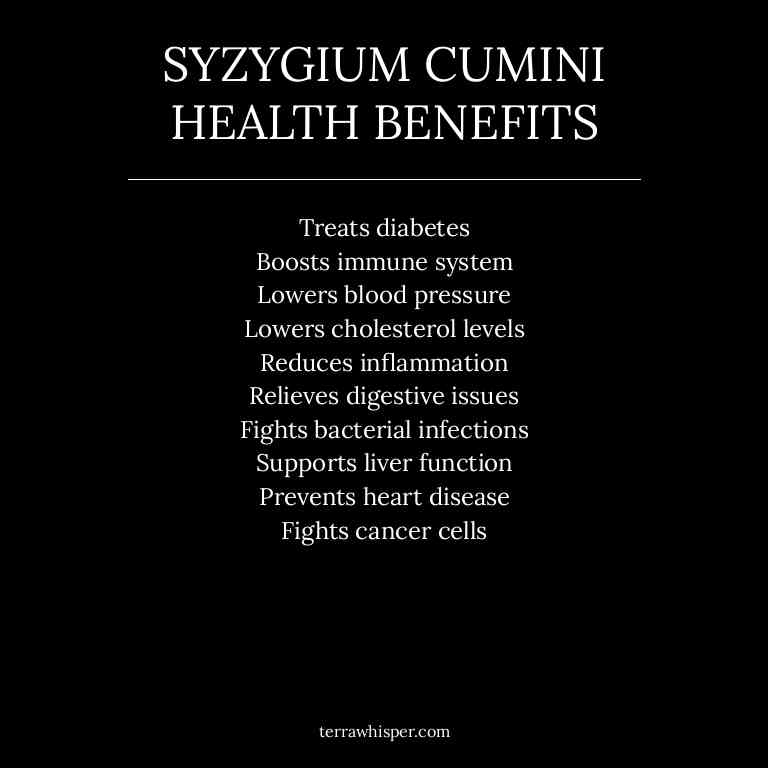 SYZYGIUM CUMINI
HEALTH BENEFITS
Treats diabetes
Boosts immune system
Lowers blood pressure
Lowers cholesterol levels
Reduces inflammation
Relieves digestive issues
Fights bacterial infections
Supports liver function
Prevents heart disease
Fights cancer cells
terrawhisper.com